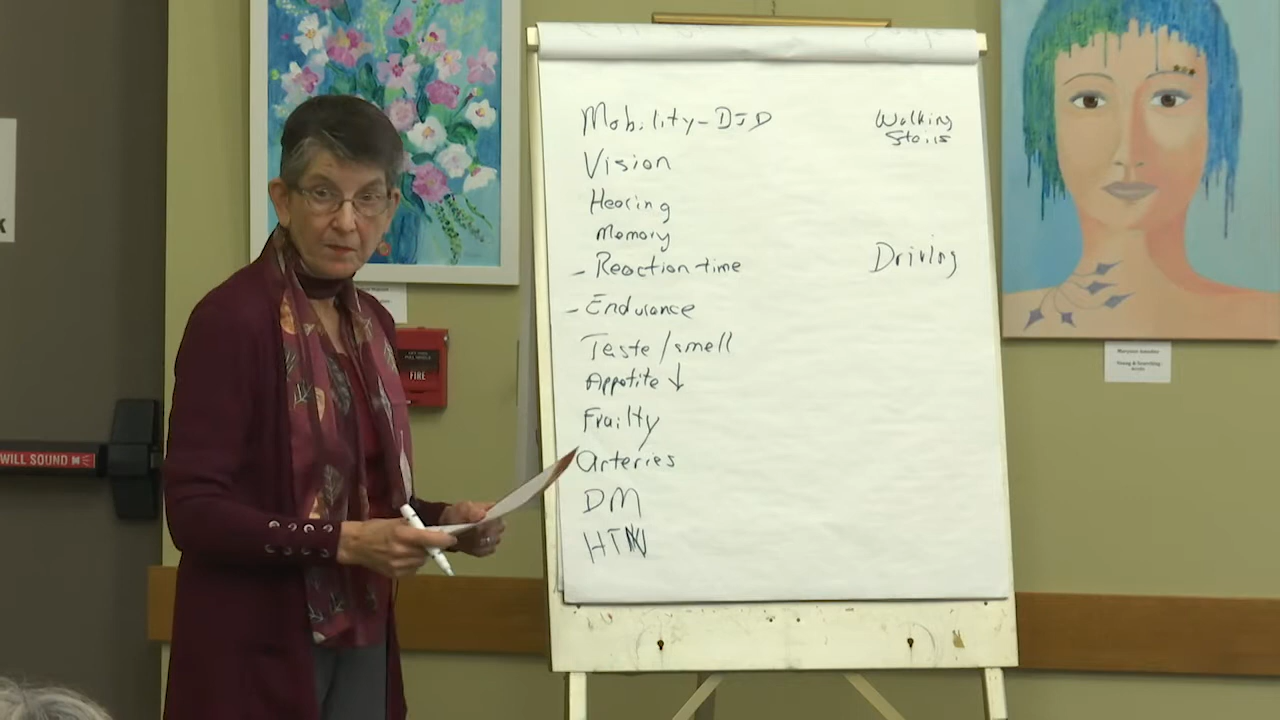 Mobility-DJD
Walking
Stairs
Vision
Hearing
Memory
- Reaction time
Driving
- Endurance
Taste/smell
Appetite ↓
Frailty
arteries
DM
HTN
FIRE
WILL SOUND
K